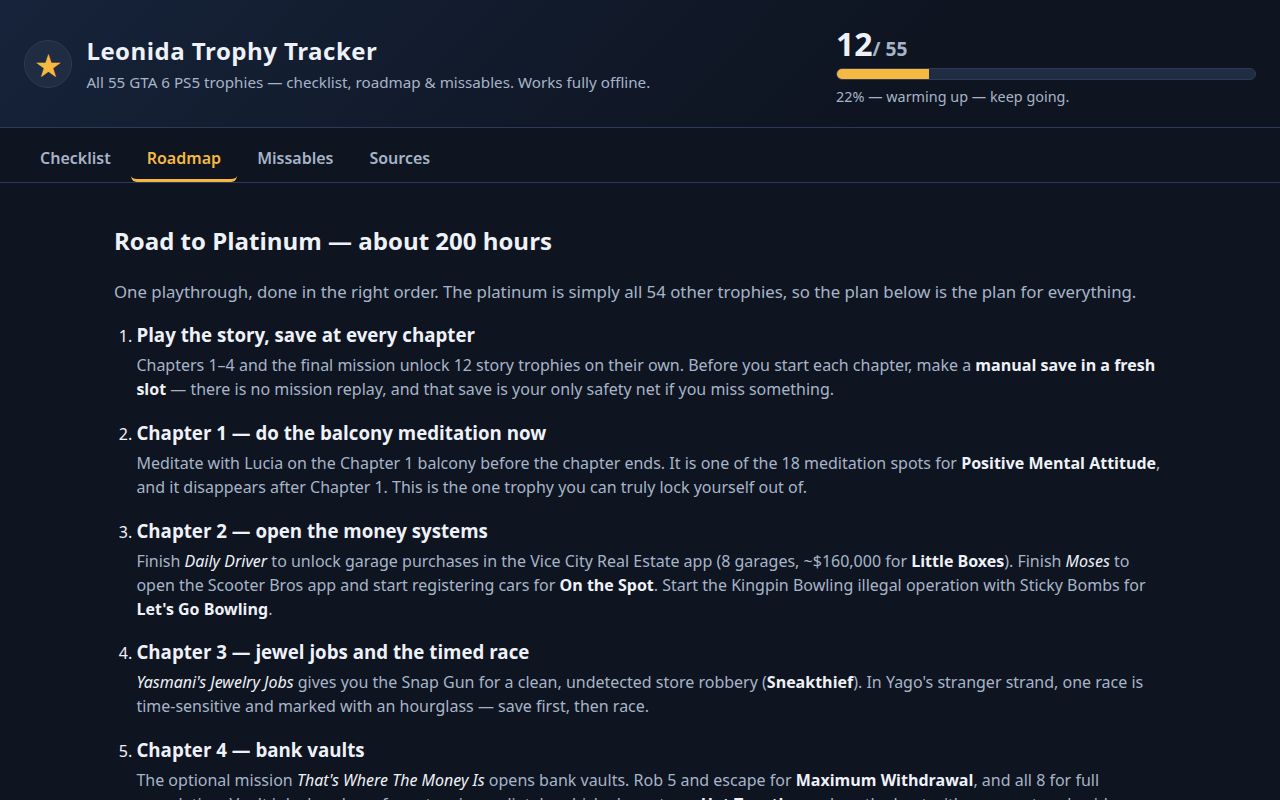 Leonida Trophy Tracker
All 55 GTA 6 PS5 trophies — checklist, roadmap & missables. Works fully offline.
12/ 55
22% — warming up — keep going.
Checklist Roadmap Missables Sources
Road to Platinum — about 200 hours
One playthrough, done in the right order. The platinum is simply all 54 other trophies, so the plan below is the plan for everything.
1. Play the story, save at every chapter
Chapters 1–4 and the final mission unlock 12 story trophies on their own. Before you start each chapter, make a manual save in a fresh
slot — there is no mission replay, and that save is your only safety net if you miss something.
2. Chapter 1 — do the balcony meditation now
Meditate with Lucia on the Chapter 1 balcony before the chapter ends. It is one of the 18 meditation spots for Positive Mental Attitude,
and it disappears after Chapter 1. This is the one trophy you can truly lock yourself out of.
3. Chapter 2 — open the money systems
Finish Daily Driver to unlock garage purchases in the Vice City Real Estate app (8 garages, ~$160,000 for Little Boxes). Finish Moses to
open the Scooter Bros app and start registering cars for On the Spot. Start the Kingpin Bowling illegal operation with Sticky Bombs for
Let's Go Bowling.
4. Chapter 3 — jewel jobs and the timed race
Yasmani's Jewelry Jobs gives you the Snap Gun for a clean, undetected store robbery (Sneakthief). In Yago's stranger strand, one race is
time-sensitive and marked with an hourglass — save first, then race.
5. Chapter 4 — bank vaults
The optional mission That's Where The Money Is opens bank vaults. Rob 5 and escape for Maximum Withdrawal, and all 8 for full